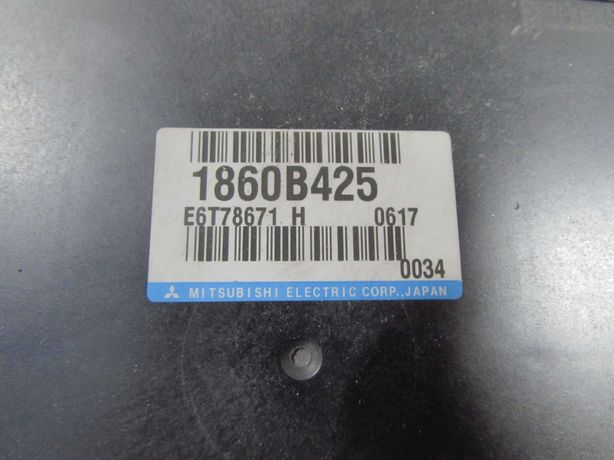 1860B425
E6T78671 H 0617
0034
MITSUBISHI ELECTRIC CORP.,JAPAN